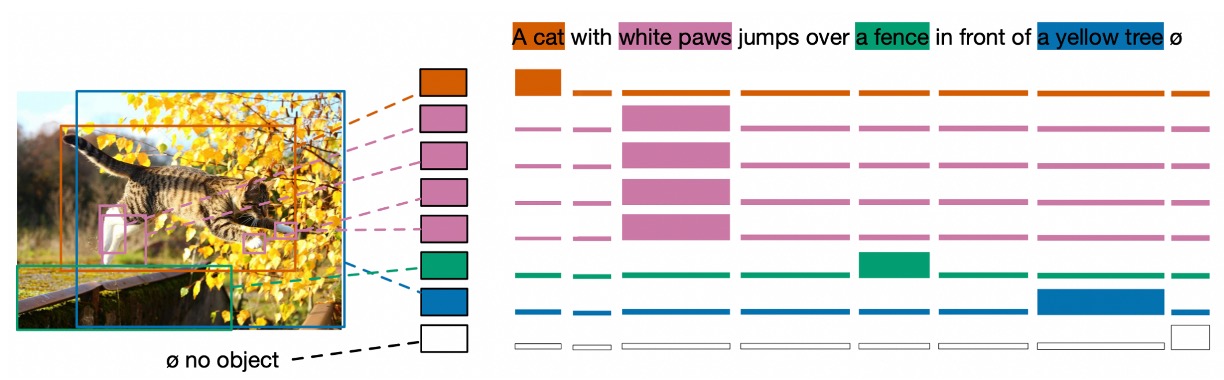 A cat with white paws jumps over a fence in front of a yellow tree ø
ø no object